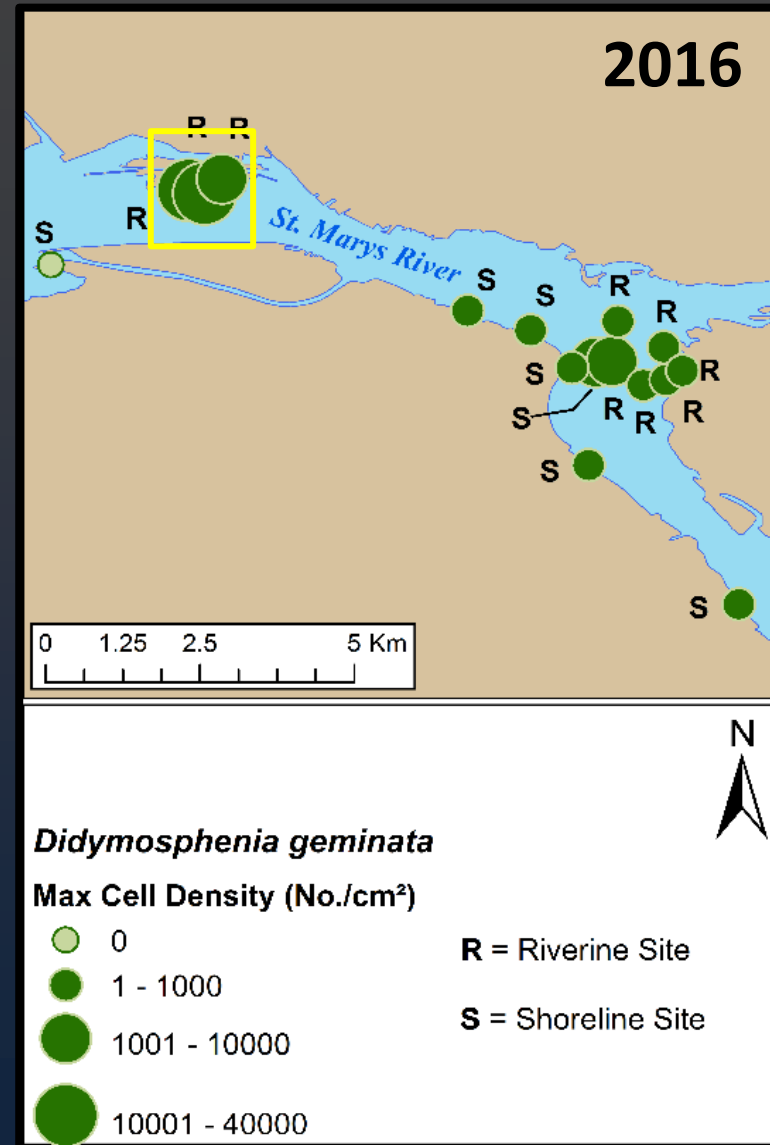 2016
R R
R
S
St. Marys River
S
S
R
R
S
R
S
R
R
R
S
S
0 1.25 2.5 5 Km
N
Didymosphenia geminata
Max Cell Density (No./cm²)
0
1 - 1000
1001 - 10000
10001 - 40000
R = Riverine Site
S = Shoreline Site